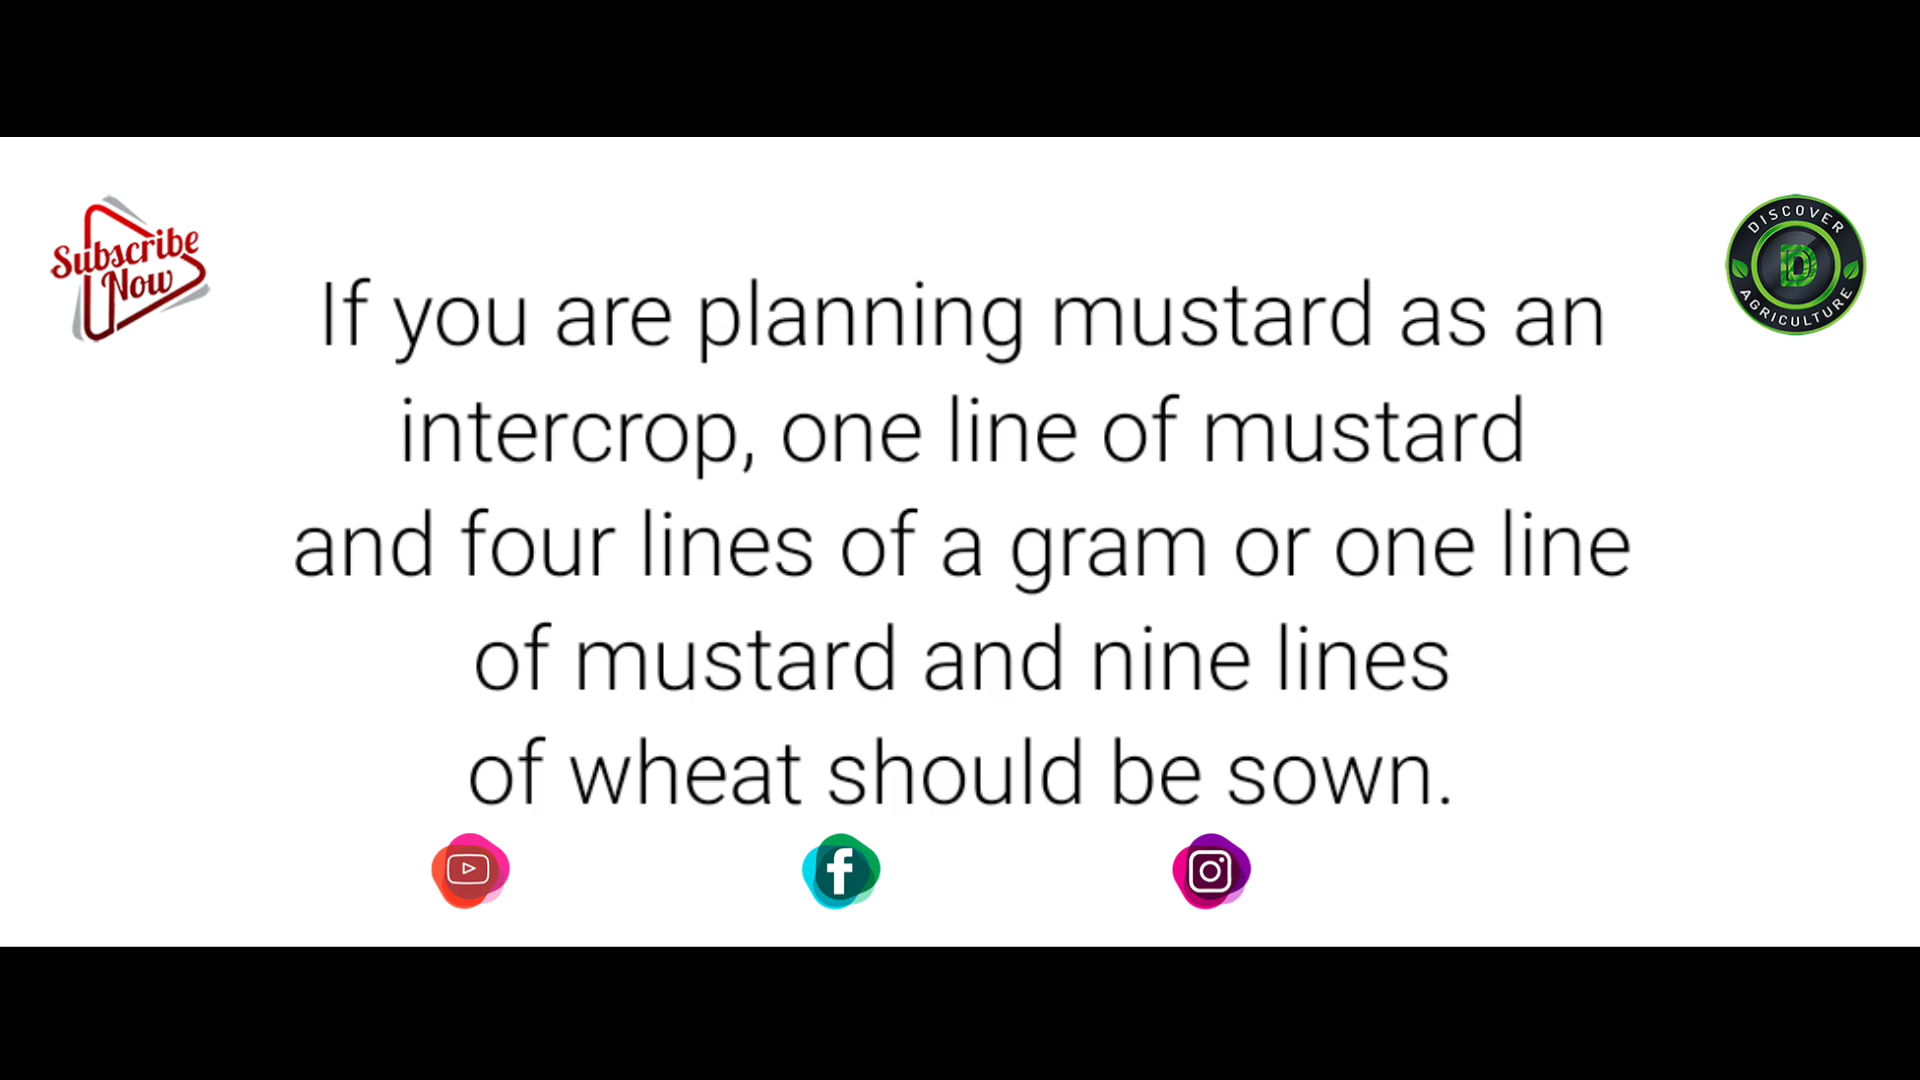 Subscribe
Now
DISCOVER
D
AGRICULTURE
If you are planning mustard as an
intercrop, one line of mustard
and four lines of a gram or one line
of mustard and nine lines
of wheat should be sown.